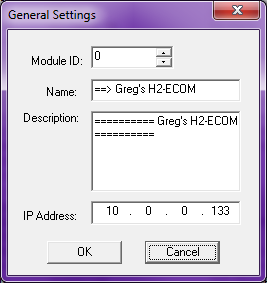 General Settings
Module ID: 0
Name: ==> Greg's H2-ECOM
Description: ========== Greg's H2-ECOM
==========
IP Address: 10 . 0 . 0 . 133
OK Cancel